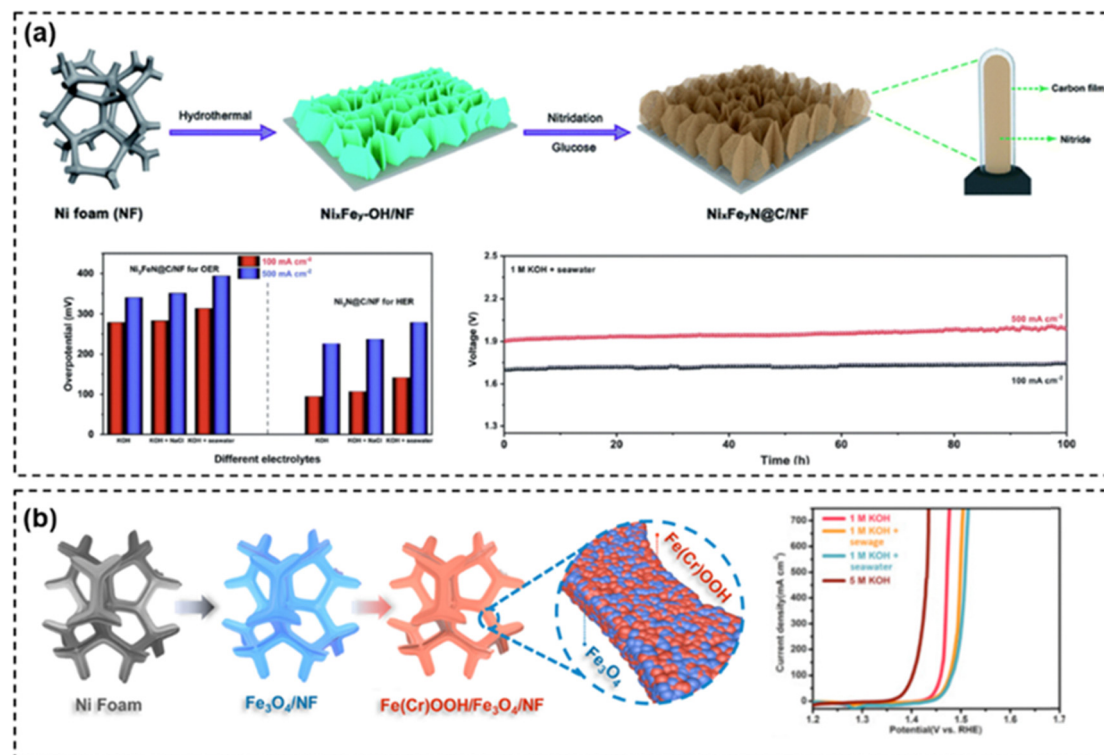 (a)
Hydrothermal
Nitridation
Glucose
Carbon film
Nitride
Ni foam (NF)
NiₓFeᵧ-OH/NF
NiₓFeᵧN@C/NF
Ni₃FeN@C/NF for OER
100 mA cm⁻²
500 mA cm⁻²
Ni₃N@C/NF for HER
Overpotential (mV)
400
300
200
100
0
KOH
KOH + NaCl
KOH + seawater
KOH
KOH + NaCl
KOH + seawater
Different electrolytes
1 M KOH + seawater
500 mA cm⁻²
100 mA cm⁻²
Voltage (V)
2.5
2.2
1.9
1.6
1.3
0
20
40
60
80
100
Time (h)
(b)
Ni Foam
Fe₃O₄/NF
Fe(Cr)OOH/Fe₃O₄/NF
Fe(Cr)OOH
Fe₃O₄
1 M KOH
1 M KOH +
sewage
1 M KOH +
seawater
5 M KOH
Current density(mA cm⁻²)
700
600
500
400
300
200
100
0
1.2
1.3
1.4
1.5
1.6
1.7
Potential(V vs. RHE)